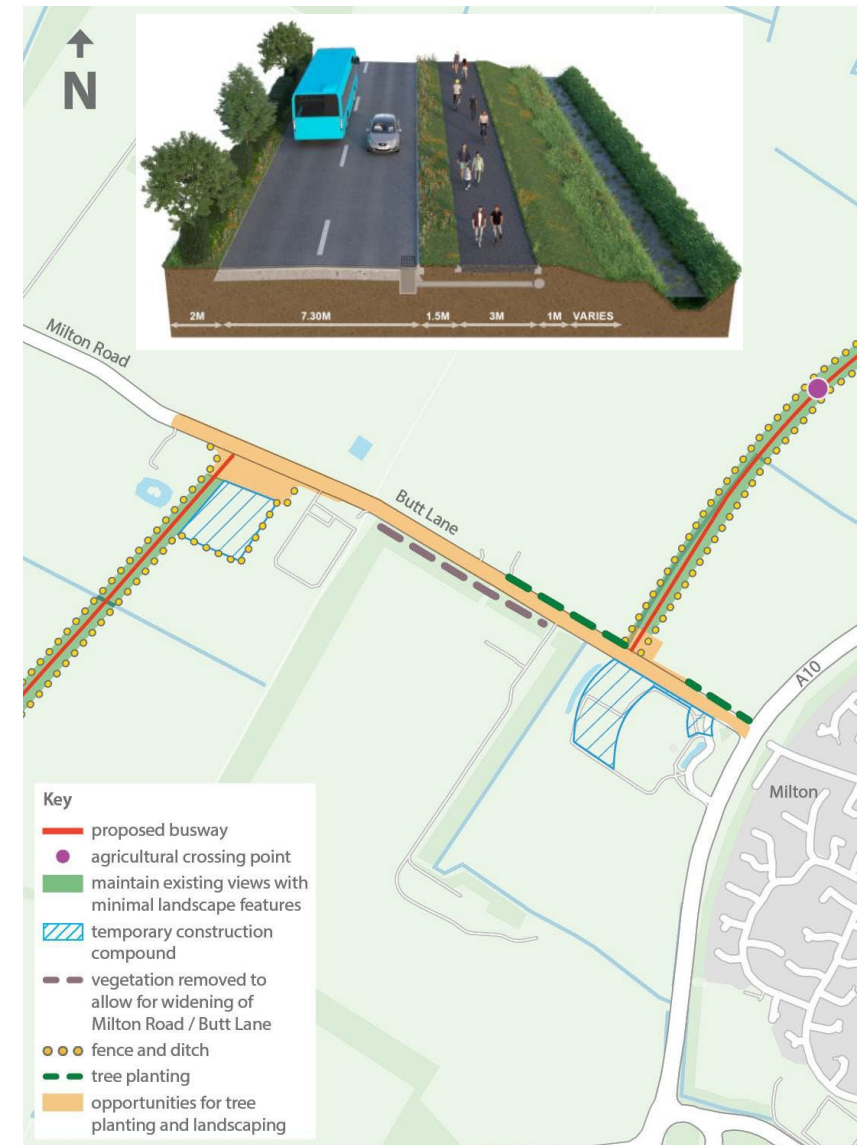 N
2M
7.30M
1.5M
3M
1M
VARIES
Milton Road
Butt Lane
A10
Milton
Key
proposed busway
agricultural crossing point
maintain existing views with
minimal landscape features
temporary construction
compound
vegetation removed to
allow for widening of
Milton Road / Butt Lane
fence and ditch
tree planting
opportunities for tree
planting and landscaping